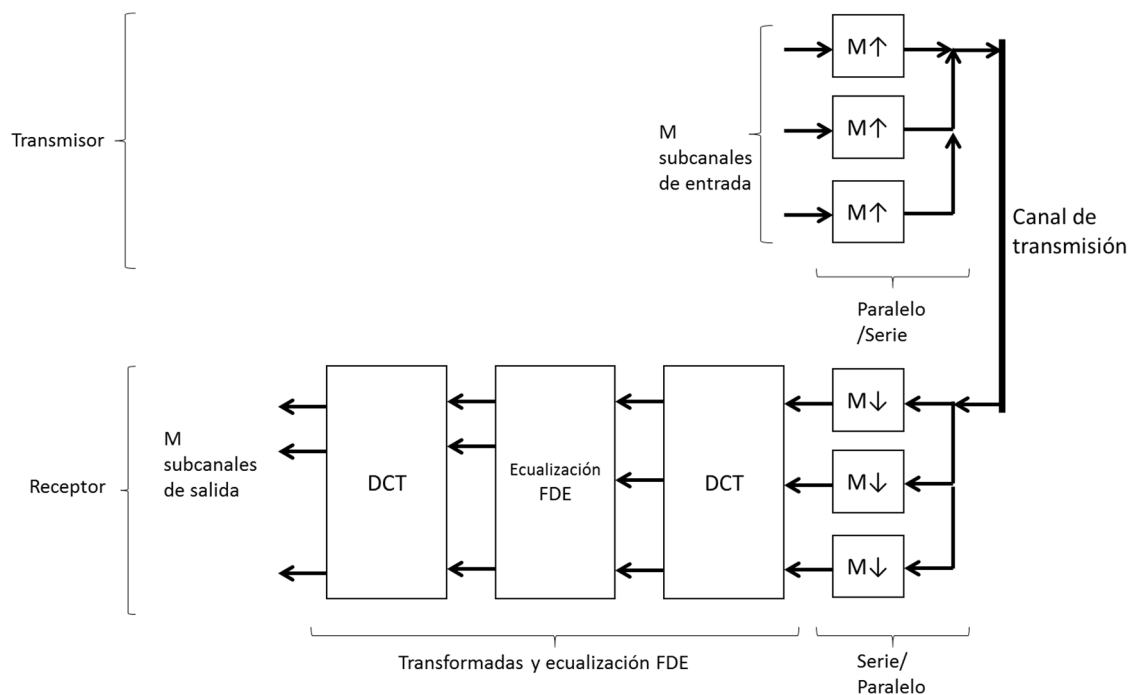 M↑
M↑
M↑
Transmisor
M
subcanales
de entrada
Canal de
transmisión
Paralelo
/Serie
M↓
M↓
M↓
Receptor
M
subcanales
de salida
DCT
Ecualización
FDE
DCT
Transformadas y ecualización FDE
Serie/
Paralelo